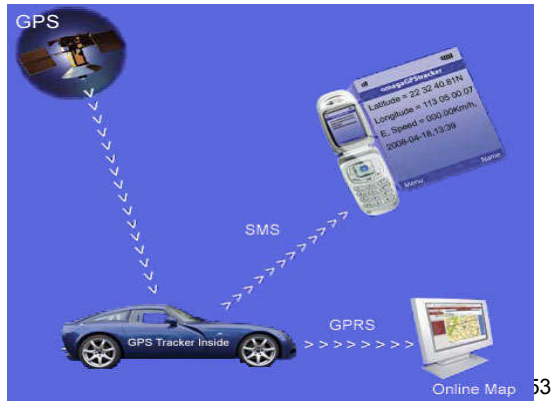 GPS
omegaGPStracker
Latitude = 22 32 40.81N
Longitude = 113 05 00.07
E, Speed = 000.00Km/h,
2008-04-18,13:39
Menu
Name
SMS
GPS Tracker Inside
GPRS
Online Map
53